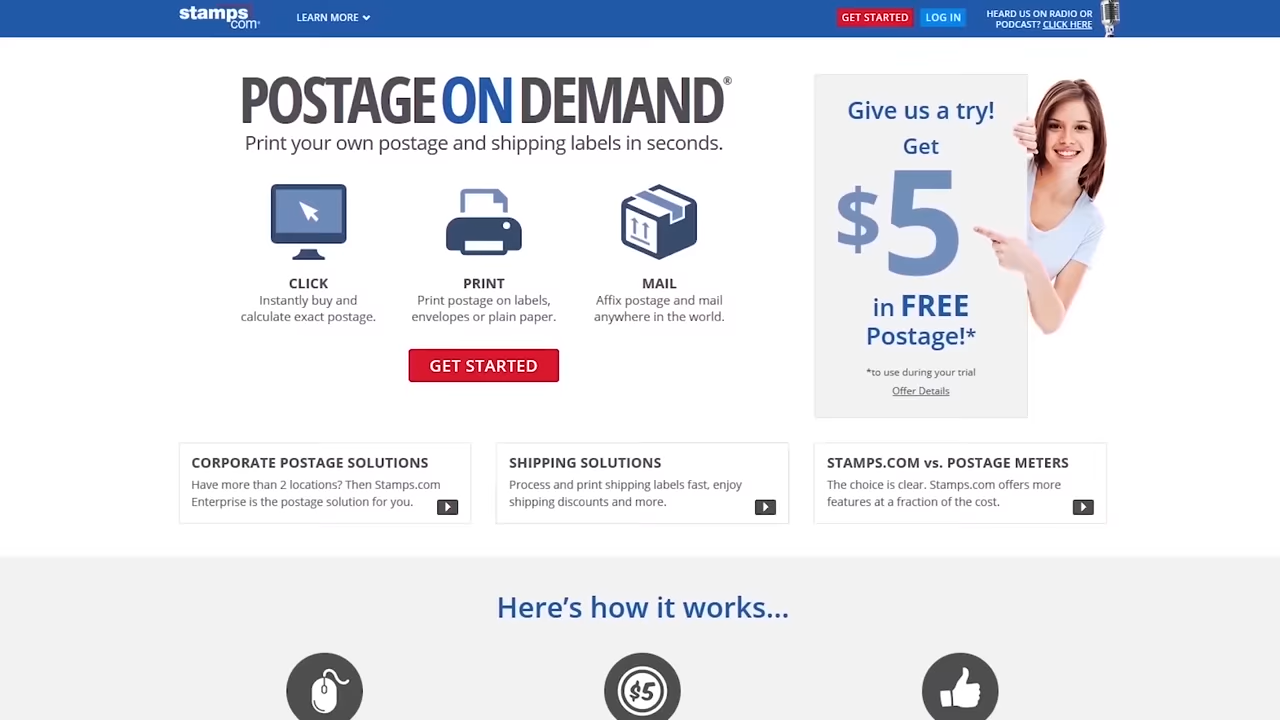 stamps
.com
LEARN MORE
GET STARTED
LOG IN
HEARD US ON RADIO OR
PODCAST? CLICK HERE
POSTAGE ON DEMAND®
Print your own postage and shipping labels in seconds.
CLICK
Instantly buy and
calculate exact postage.
PRINT
Print postage on labels,
envelopes or plain paper.
MAIL
Affix postage and mail
anywhere in the world.
GET STARTED
Give us a try!
Get
$5
in FREE
Postage!*
*to use during your trial
Offer Details
CORPORATE POSTAGE SOLUTIONS
Have more than 2 locations? Then Stamps.com
Enterprise is the postage solution for you.
SHIPPING SOLUTIONS
Process and print shipping labels fast, enjoy
shipping discounts and more.
STAMPS.COM vs. POSTAGE METERS
The choice is clear. Stamps.com offers more
features at a fraction of the cost.
Here's how it works...
$5